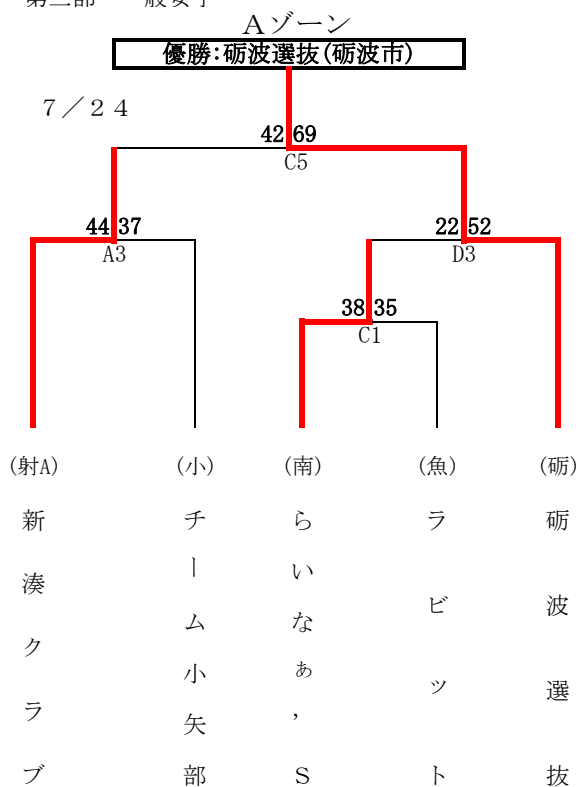 Aゾーン
優勝:砺波選抜(砺波市)
7／24
42 69
C5
44 37
A3
22 52
D3
38 35
C1
(射A)
(小)
(南)
(魚)
(砺)
新湊クラブ
チーム小矢部
らいなぁ,S
ラビット
砺波選抜